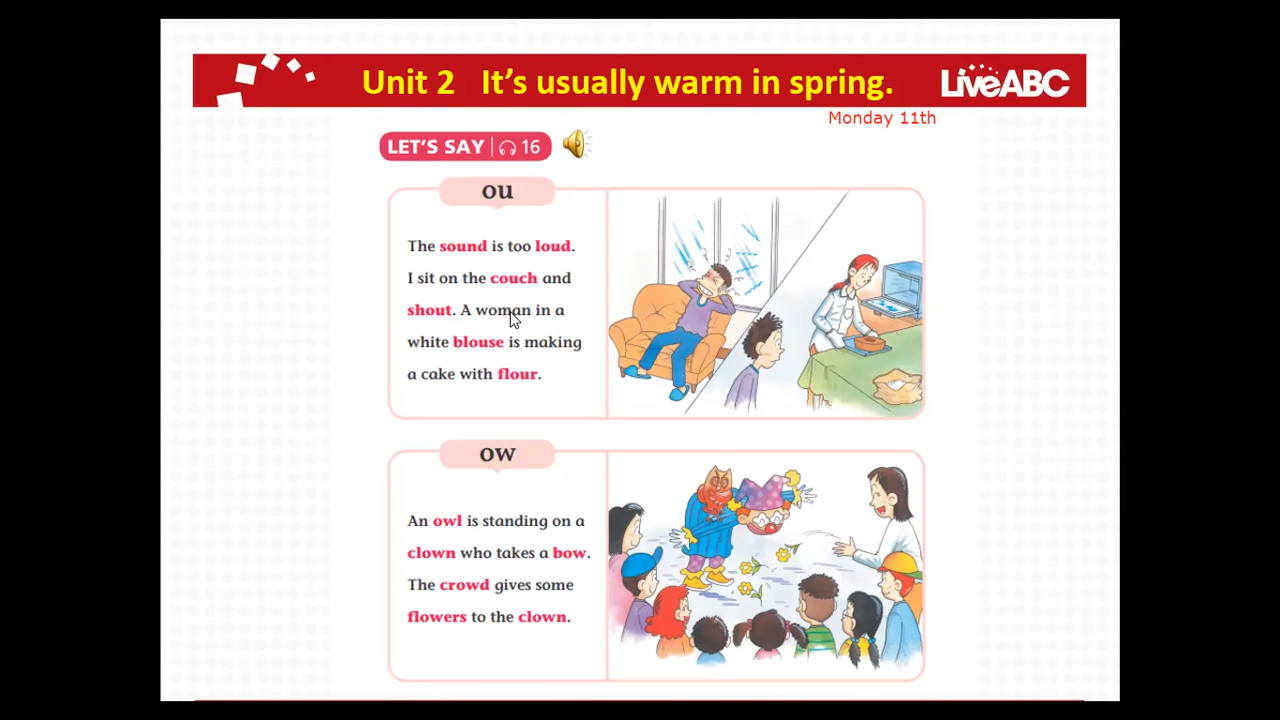 Unit 2 It's usually warm in spring.
LiveABC
Monday 11th
LET'S SAY | 16
ou
The sound is too loud.
I sit on the couch and
shout. A woman in a
white blouse is making
a cake with flour.
ow
An owl is standing on a
clown who takes a bow.
The crowd gives some
flowers to the clown.